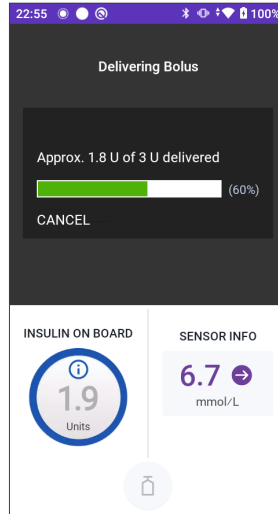 22:55 100%
Delivering Bolus
Approx. 1.8 U of 3 U delivered
(60%)
CANCEL
INSULIN ON BOARD
1.9
Units
SENSOR INFO
6.7
mmol/L